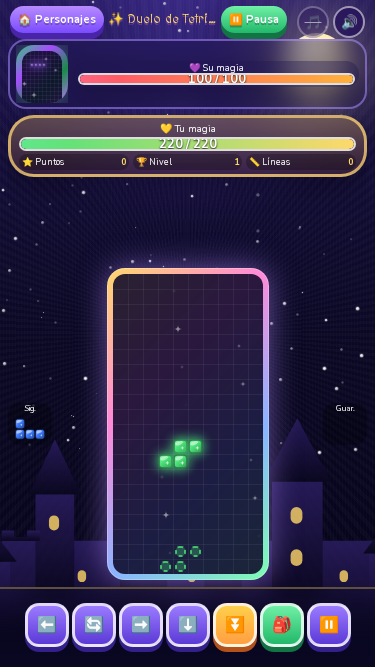 🏠 Personajes
✨ Duelo de Tetri...
⏸️ Pausa
💜 Su magia
100 / 100
💛 Tu magia
220 / 220
⭐ Puntos 0
🏆 Nivel 1
📏 Líneas 0
Sig.
Guar.